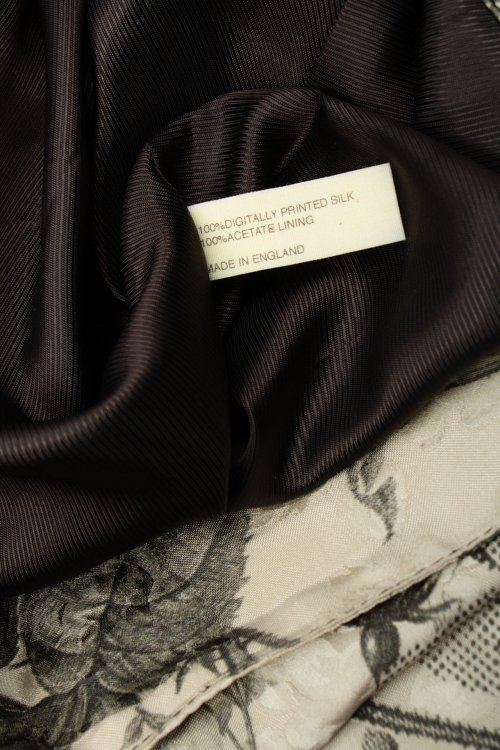 100%DIGITALLY PRINTED SILK
100%ACETATE LINING
MADE IN ENGLAND